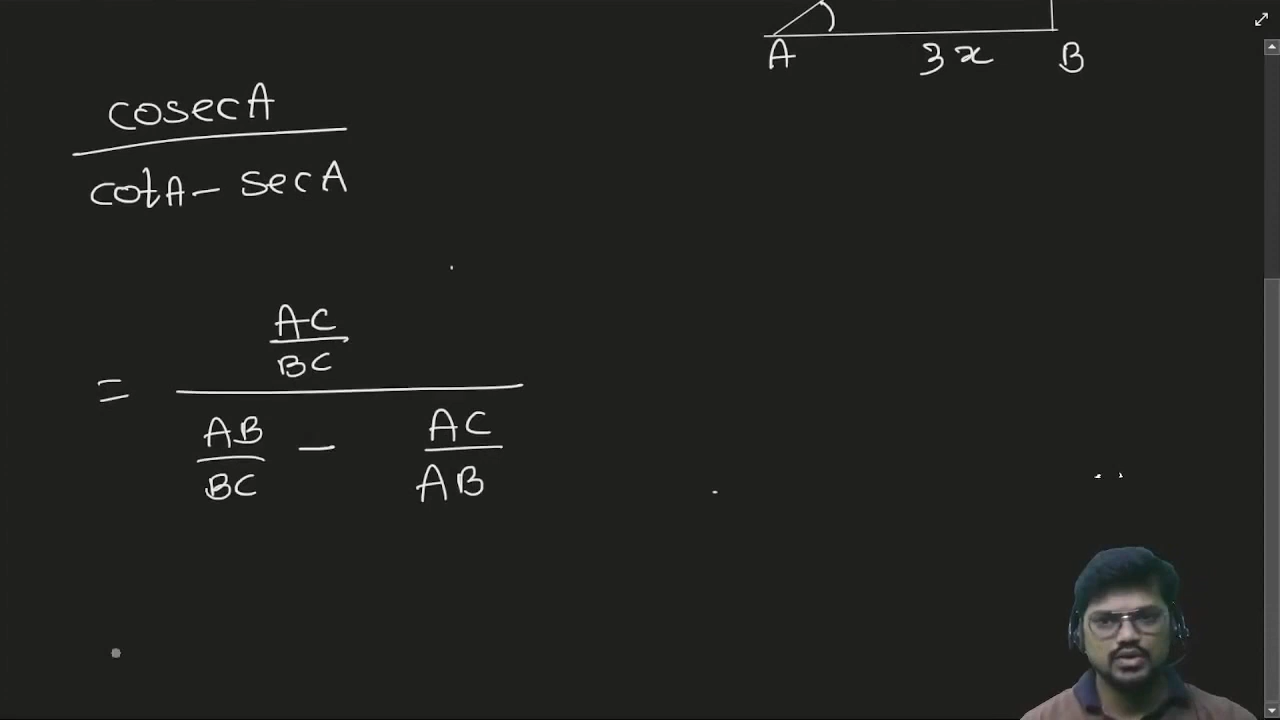 A 3x B
cosecA
cotA - secA
AC
BC
=
AB - AC
BC AB